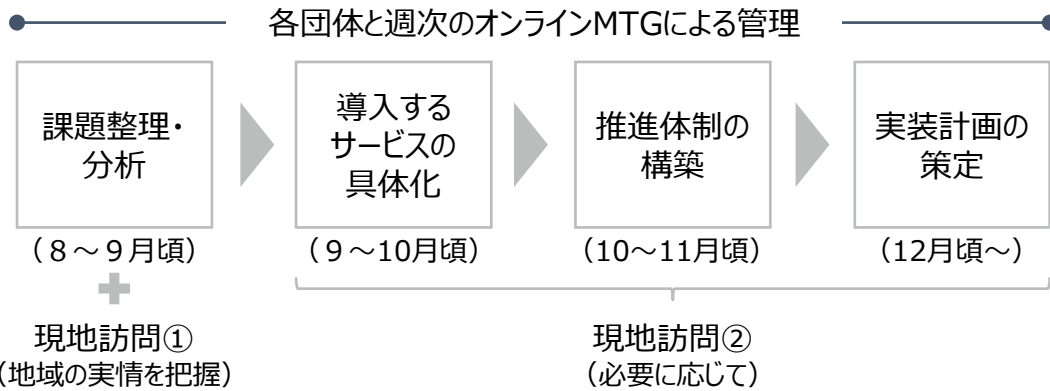 各団体と週次のオンラインMTGによる管理
課題整理・
分析
導入する
サービスの
具体化
推進体制の
構築
実装計画の
策定
（８～９月頃）
（９～10月頃）
（10～11月頃）
（12月頃～）
現地訪問①
（地域の実情を把握）
現地訪問②
（必要に応じて）